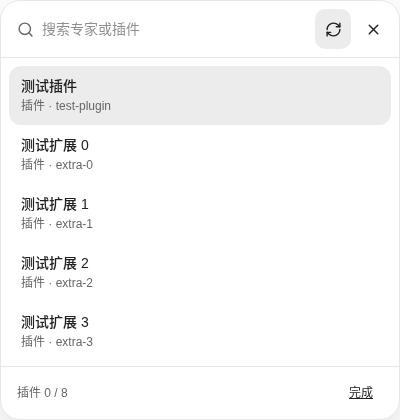 搜索专家或插件
测试插件
插件 · test-plugin
测试扩展 0
插件 · extra-0
测试扩展 1
插件 · extra-1
测试扩展 2
插件 · extra-2
测试扩展 3
插件 · extra-3
插件 0 / 8
完成